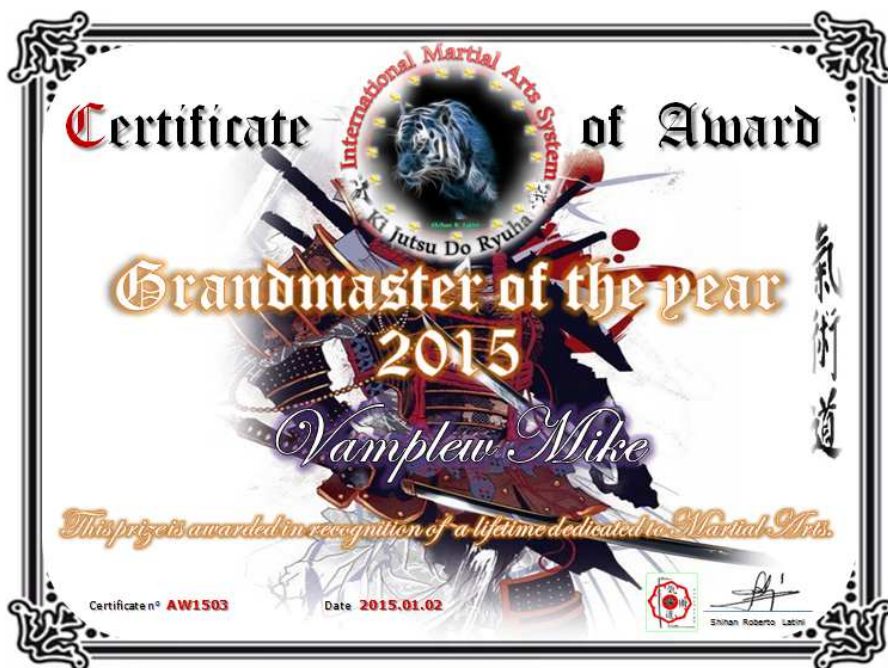 Certificate of Award
International Martial Arts System
Ki Jutsu Do Ryuha
Shihan R. Latini
Grandmaster of the year
2015
氣術道
Vamplew Mike
This prize is awarded in recognition of a lifetime dedicated to Martial Arts.
Certificate n° AW1503
Date 2015.01.02
Shihan Roberto Latini